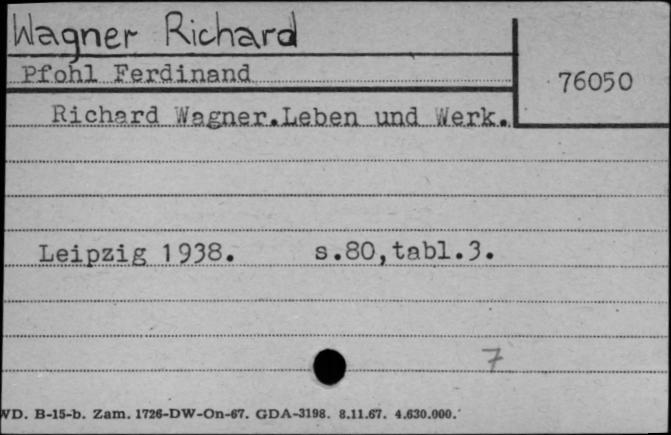 Wagner Richard
Pfohl Ferdinand
76050
Richard Wagner.Leben und Werk.
Leipzig 1938. s.80,tabl.3.
7
WD. B-15-b. Zam. 1726-DW-On-67. GDA-3198. 8.11.67. 4.630.000.